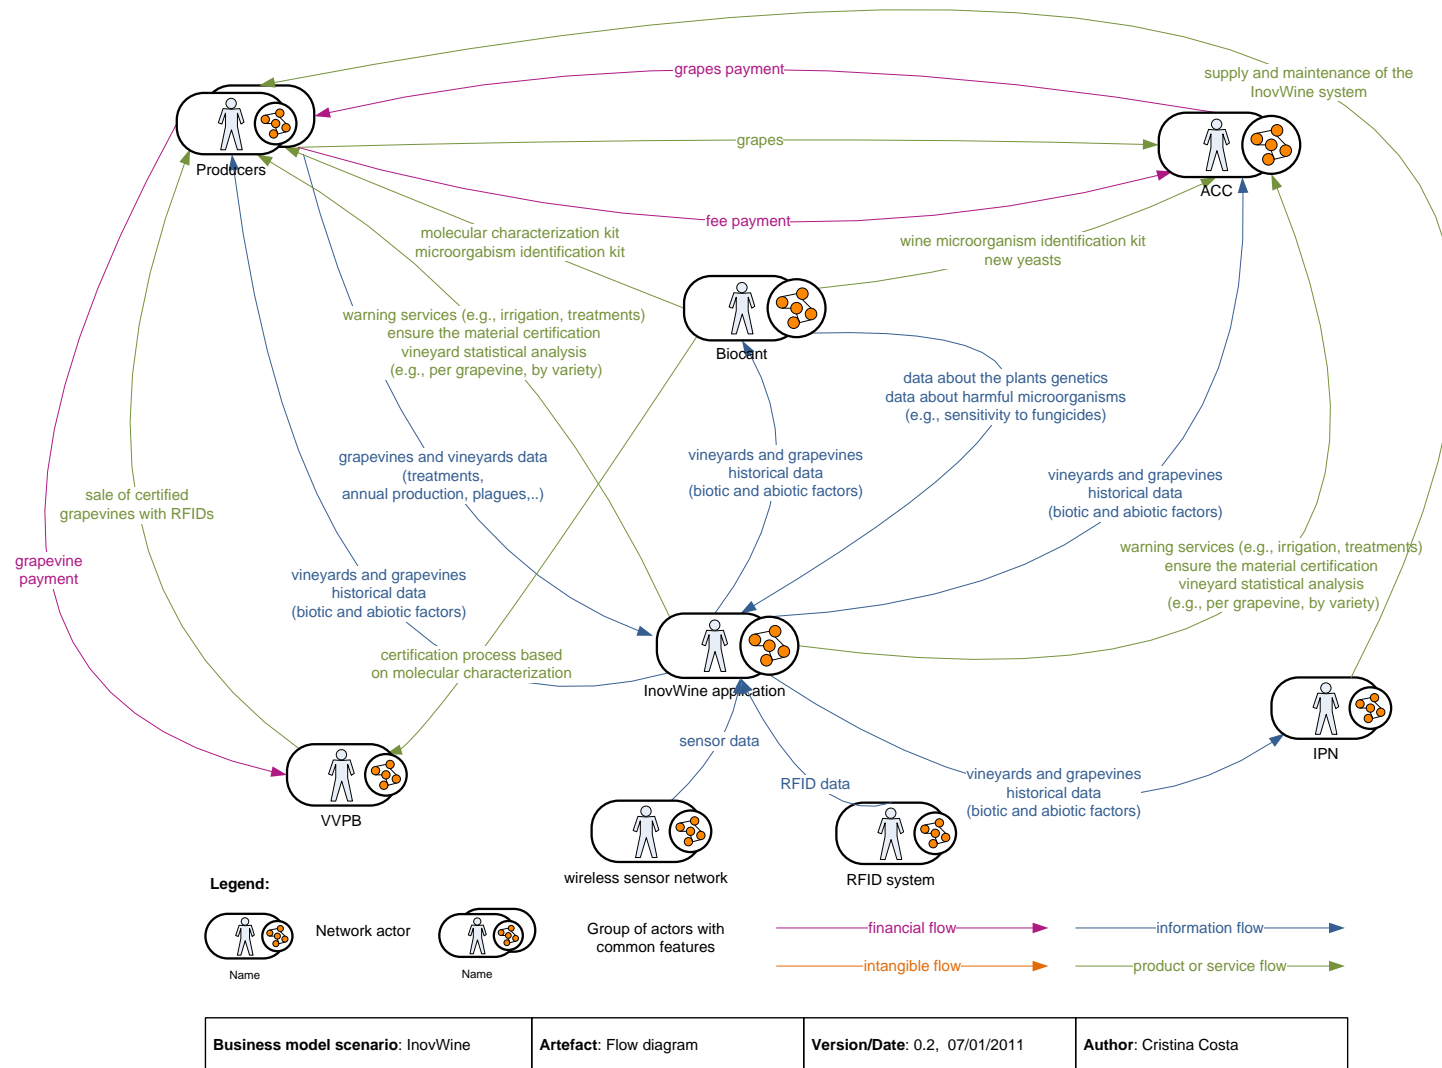 grapes payment
supply and maintenance of the
InovWine system
grapes
Producers
ACC
fee payment
molecular characterization kit
microorgabism identification kit
wine microorganism identification kit
new yeasts
warning services (e.g., irrigation, treatments)
ensure the material certification
vineyard statistical analysis
(e.g., per grapevine, by variety)
Biocant
data about the plants genetics
data about harmful microorganisms
(e.g., sensitivity to fungicides)
grapevines and vineyards data
(treatments,
annual production, plagues,..)
vineyards and grapevines
historical data
(biotic and abiotic factors)
vineyards and grapevines
historical data
(biotic and abiotic factors)
sale of certified
grapevines with RFIDs
grapevine
payment
vineyards and grapevines
historical data
(biotic and abiotic factors)
warning services (e.g., irrigation, treatments)
ensure the material certification
vineyard statistical analysis
(e.g., per grapevine, by variety)
certification process based
on molecular characterization
InovWine application
sensor data
RFID data
vineyards and grapevines
historical data
(biotic and abiotic factors)
IPN
VVPB
wireless sensor network
RFID system
Legend:
Network actor
Name
Group of actors with
common features
Name
financial flow
information flow
intangible flow
product or service flow
Business model scenario: InovWine
Artefact: Flow diagram
Version/Date: 0.2, 07/01/2011
Author: Cristina Costa